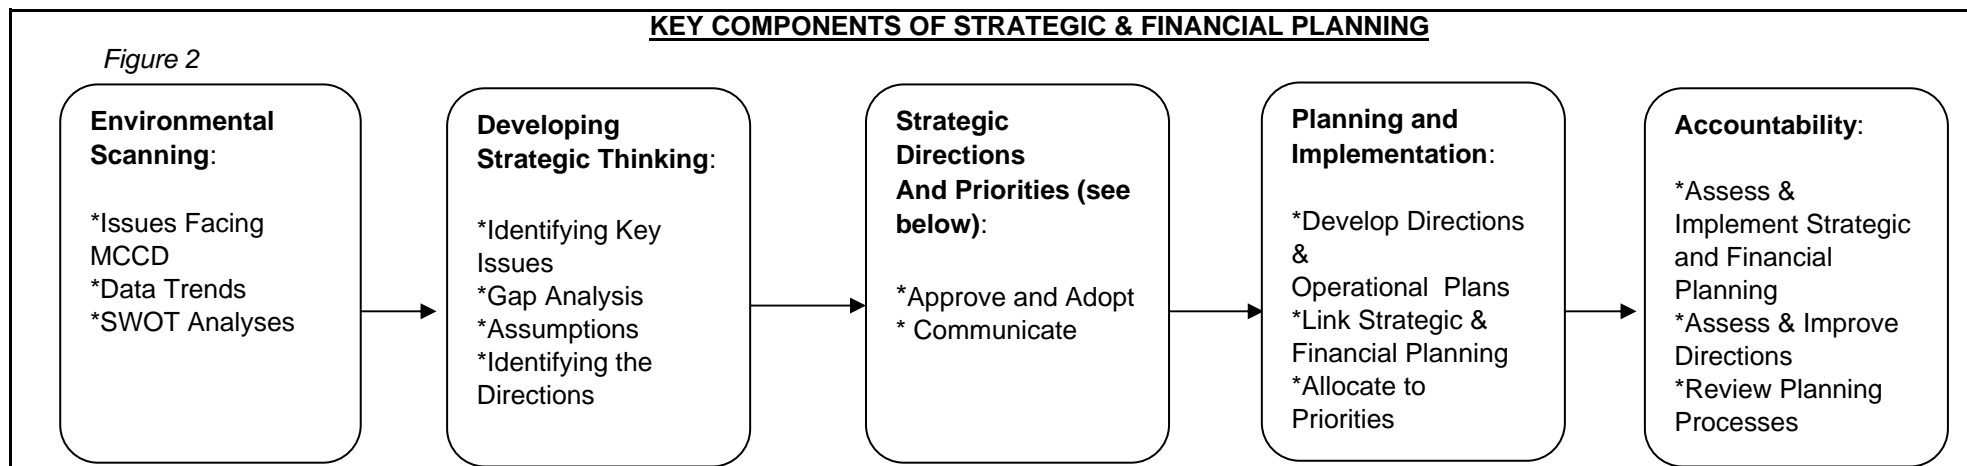 KEY COMPONENTS OF STRATEGIC & FINANCIAL PLANNING
Figure 2
Environmental
Scanning:
*Issues Facing
MCCD
*Data Trends
*SWOT Analyses
Developing
Strategic Thinking:
*Identifying Key
Issues
*Gap Analysis
*Assumptions
*Identifying the
Directions
Strategic
Directions
And Priorities (see
below):
*Approve and Adopt
* Communicate
Planning and
Implementation:
*Develop Directions
&
Operational Plans
*Link Strategic &
Financial Planning
*Allocate to
Priorities
Accountability:
*Assess &
Implement Strategic
and Financial
Planning
*Assess & Improve
Directions
*Review Planning
Processes